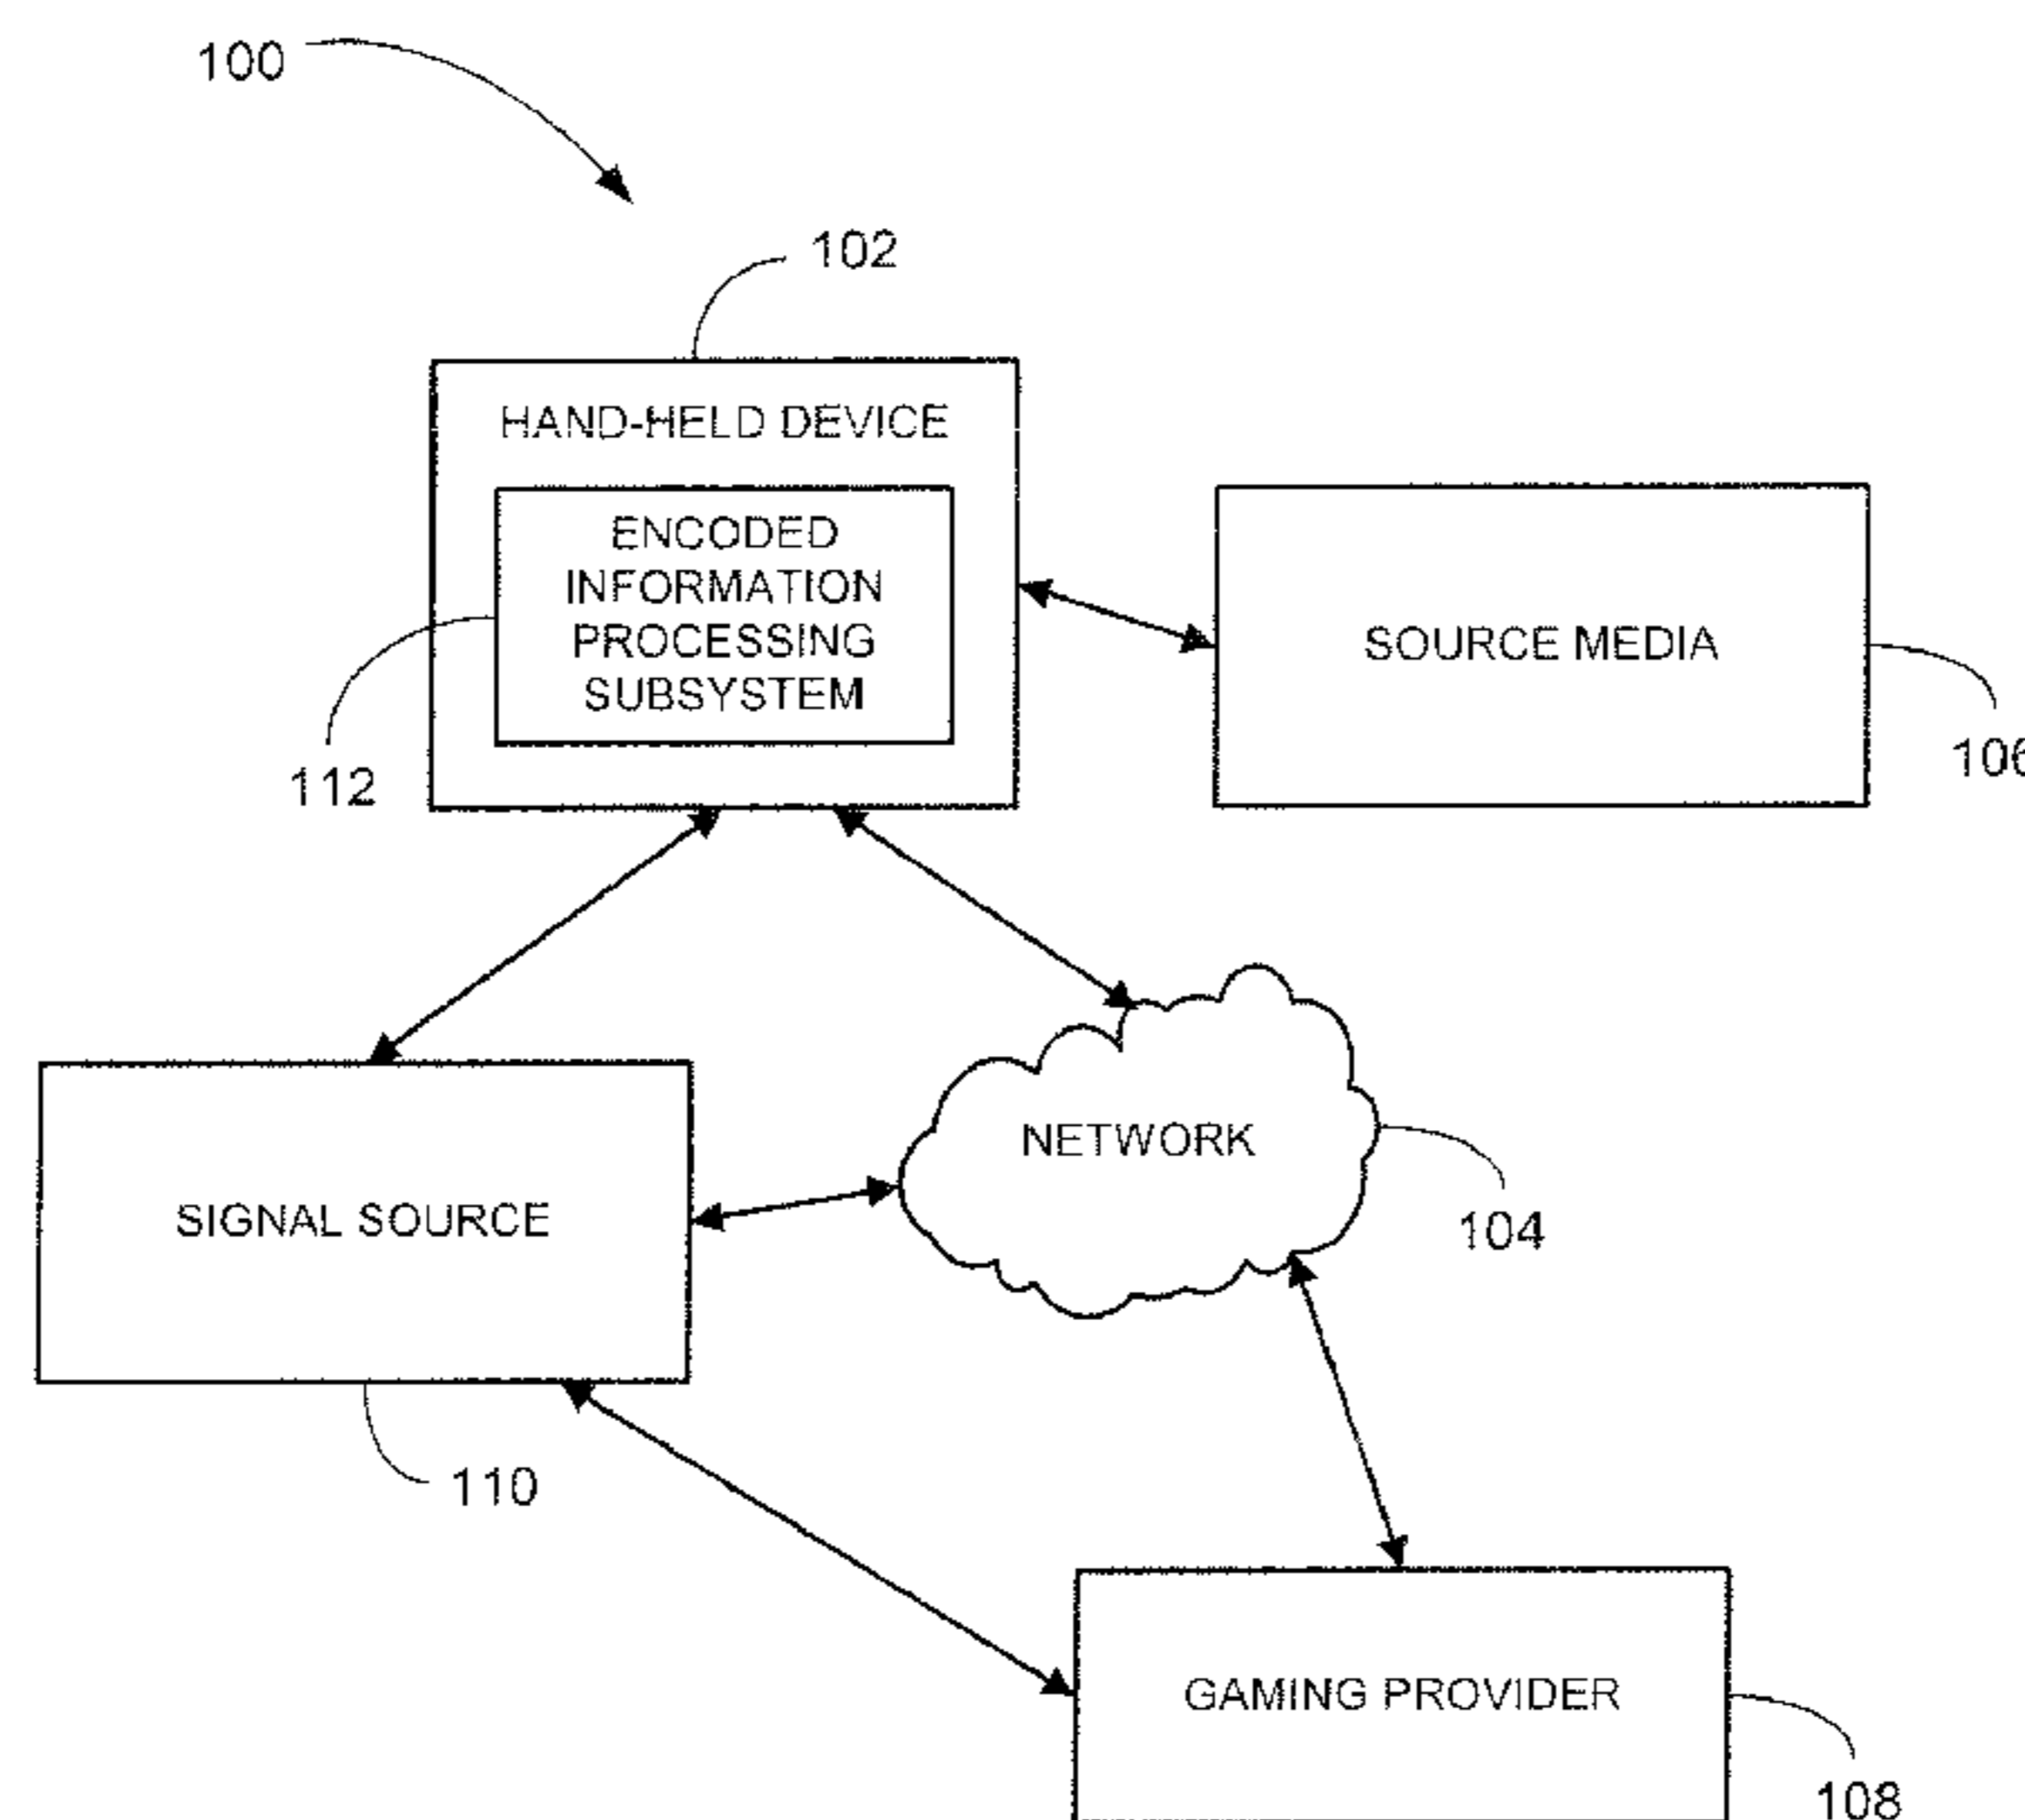 100
102
HAND-HELD DEVICE
ENCODED
INFORMATION
PROCESSING
SUBSYSTEM
SOURCE MEDIA
106
112
NETWORK
SIGNAL SOURCE
104
110
GAMING PROVIDER
108